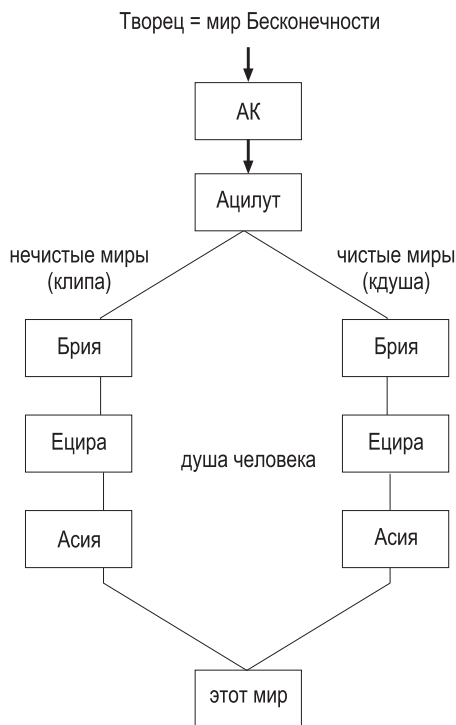 Творец = мир Бесконечности
АК
Ацилут
нечистые миры
(клипа)
чистые миры
(кдуша)
Брия
Брия
Ецира
Ецира
душа человека
Асия
Асия
этот мир